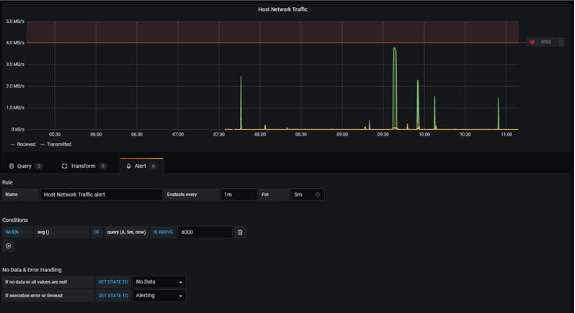 Host Network Traffic
5.0 MB/s
4.0 MB/s
3.0 MB/s
2.0 MB/s
1.0 MB/s
0 kB/s
4000
05:30 06:00 06:30 07:00 07:30 08:00 08:30 09:00 09:30 10:00 10:30 11:00
Recieved Transmitted
Query 2 Transform 0 Alert 0
Rule
Name Host Network Traffic alert Evaluate every 1m For 5m
Conditions
WHEN avg () OF query (A, 5m, now) IS ABOVE 4000
No Data & Error Handling
If no data or all values are null SET STATE TO No Data
If execution error or timeout SET STATE TO Alerting